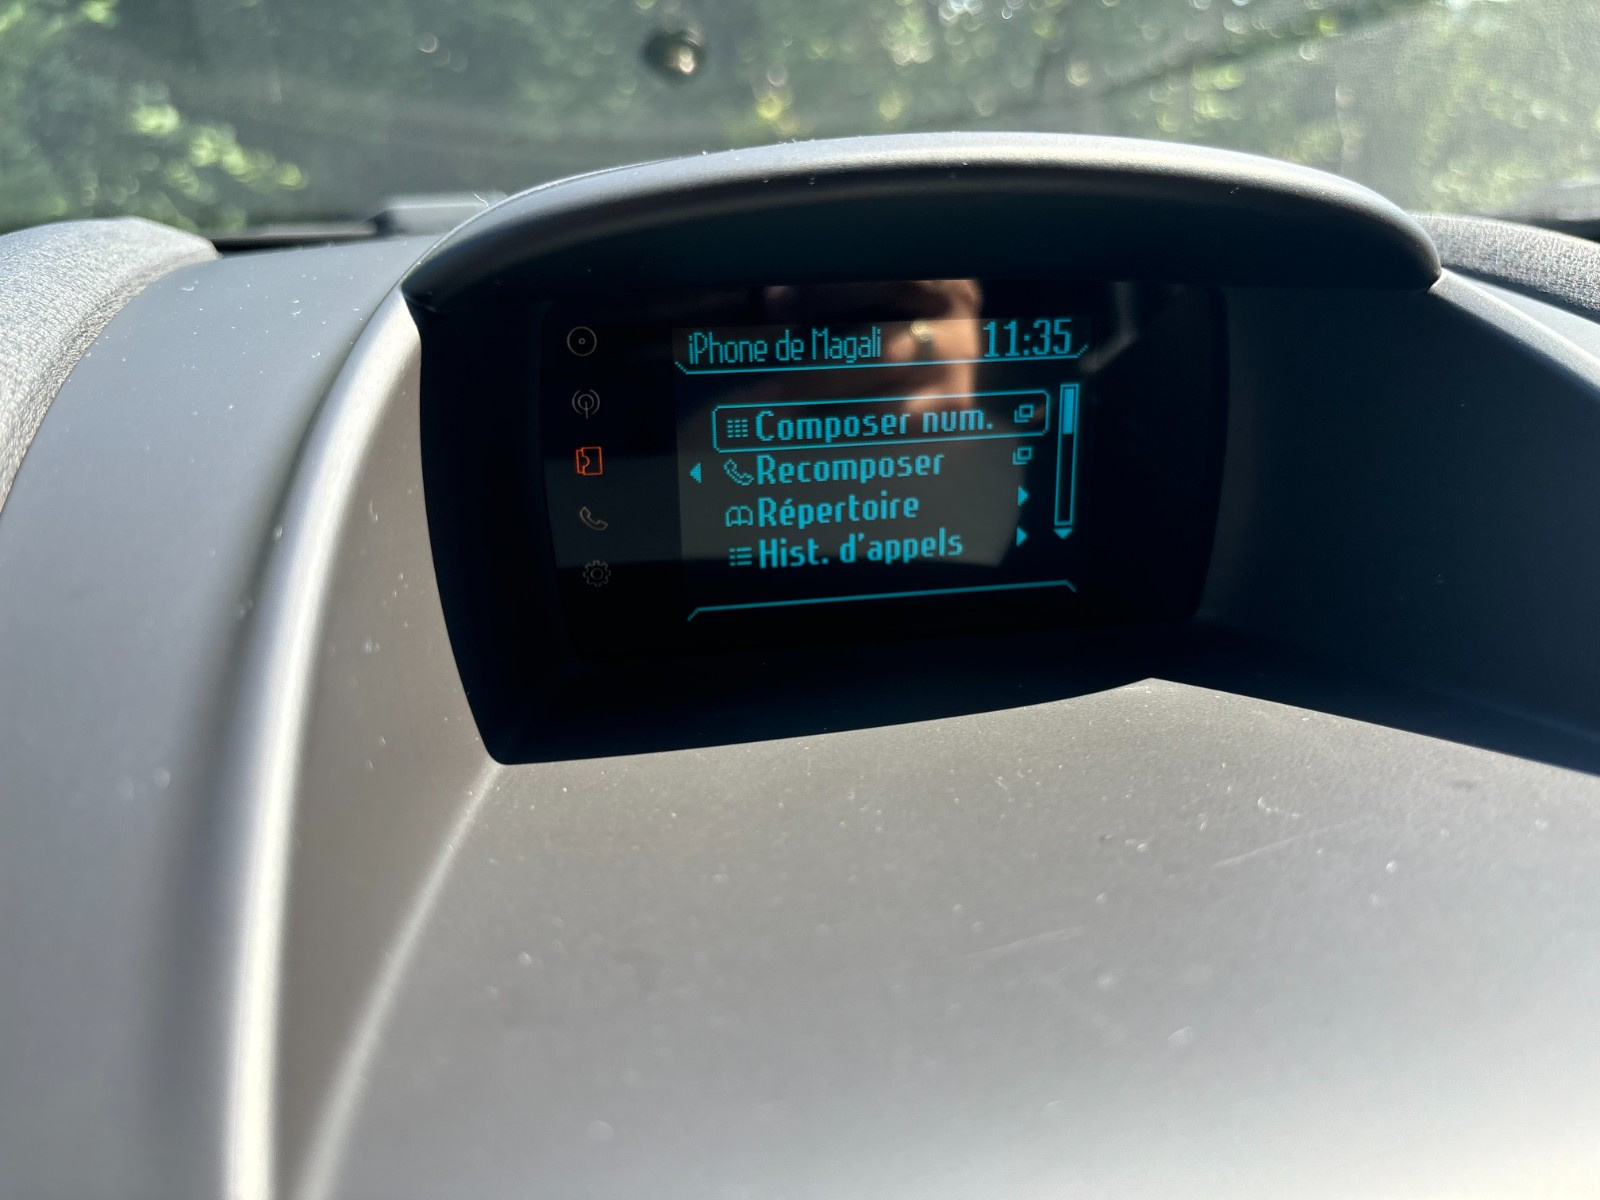 iPhone de Magali 11:35
Composer num.
Recomposer
Répertoire
Hist. d'appels